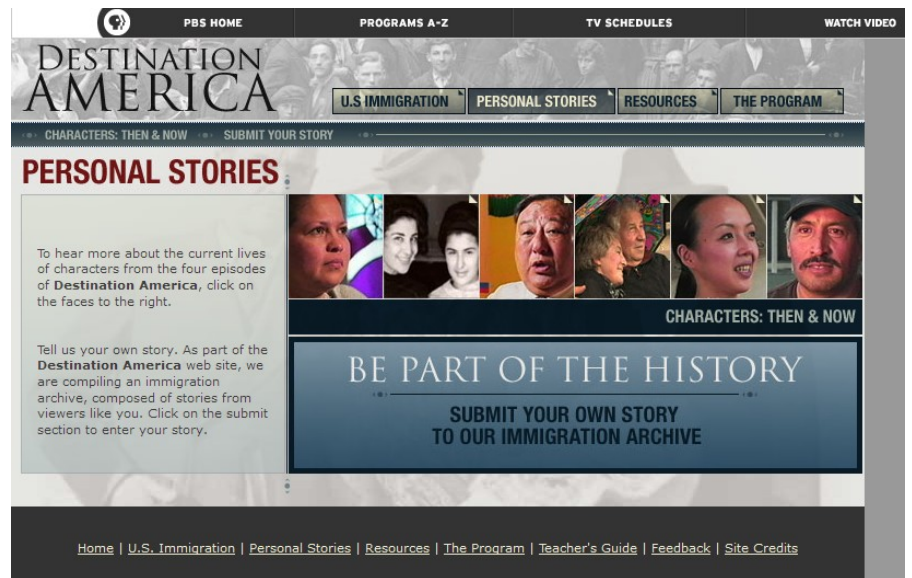 PBS HOME PROGRAMS A-Z TV SCHEDULES WATCH VIDEO
DESTINATION
AMERICA
U.S IMMIGRATION PERSONAL STORIES RESOURCES THE PROGRAM
CHARACTERS: THEN & NOW SUBMIT YOUR STORY
PERSONAL STORIES
To hear more about the current lives
of characters from the four episodes
of Destination America, click on
the faces to the right.
Tell us your own story. As part of the
Destination America web site, we
are compiling an immigration
archive, composed of stories from
viewers like you. Click on the submit
section to enter your story.
CHARACTERS: THEN & NOW
BE PART OF THE HISTORY
SUBMIT YOUR OWN STORY
TO OUR IMMIGRATION ARCHIVE
Home | U.S. Immigration | Personal Stories | Resources | The Program | Teacher's Guide | Feedback | Site Credits